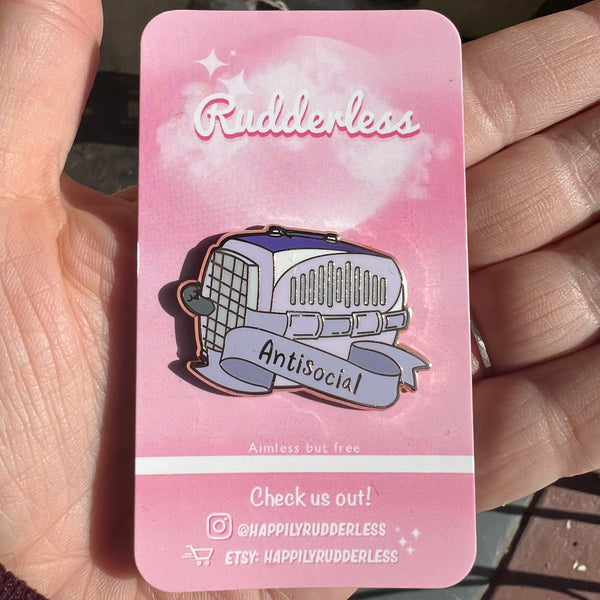 Rudderless
Antisocial
Aimless but free
Check us out!
@HAPPILYRUDDERLESS
ETSY: HAPPILYRUDDERLESS